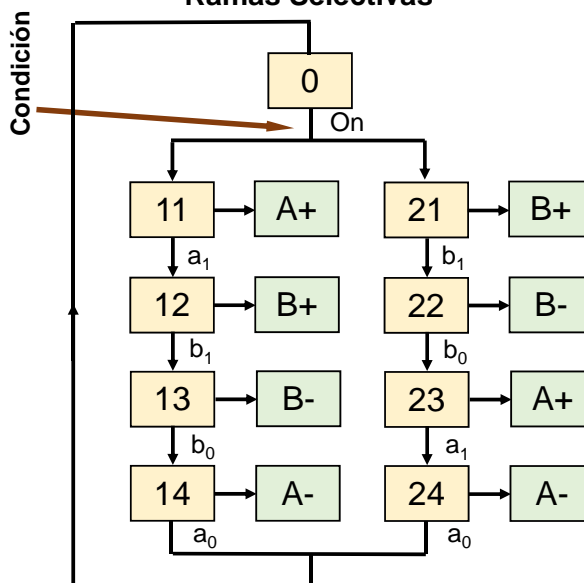 Ramas Selectivas
Condición
0
On
11 A+ 21 B+
a₁ b₁
12 B+ 22 B-
b₁ b₀
13 B- 23 A+
b₀ a₁
14 A- 24 A-
a₀ a₀